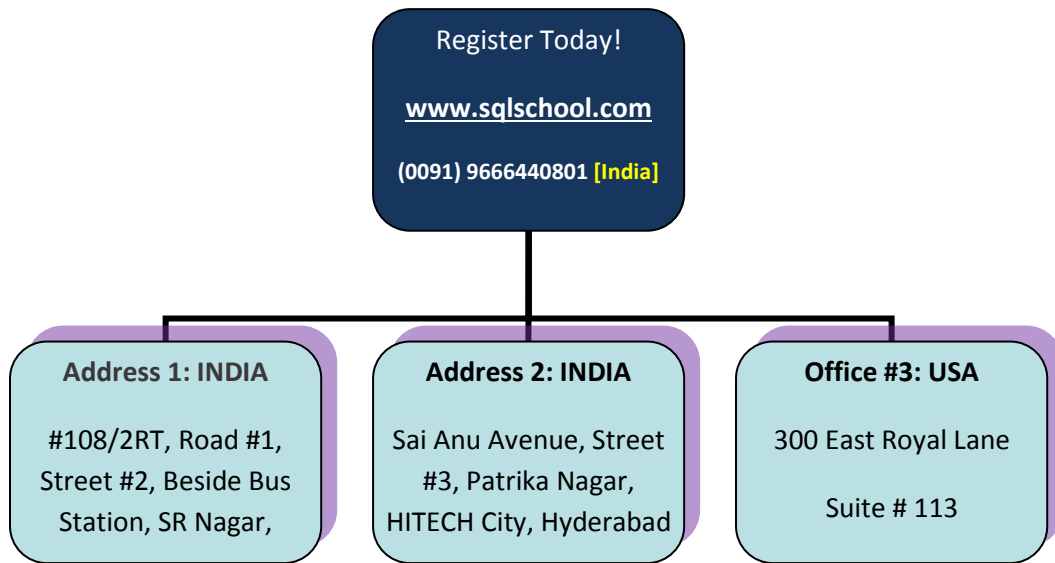 Register Today!
www.sqlschool.com
(0091) 9666440801 [India]
Address 1: INDIA
#108/2RT, Road #1,
Street #2, Beside Bus
Station, SR Nagar,
Address 2: INDIA
Sai Anu Avenue, Street
#3, Patrika Nagar,
HITECH City, Hyderabad
Office #3: USA
300 East Royal Lane
Suite # 113